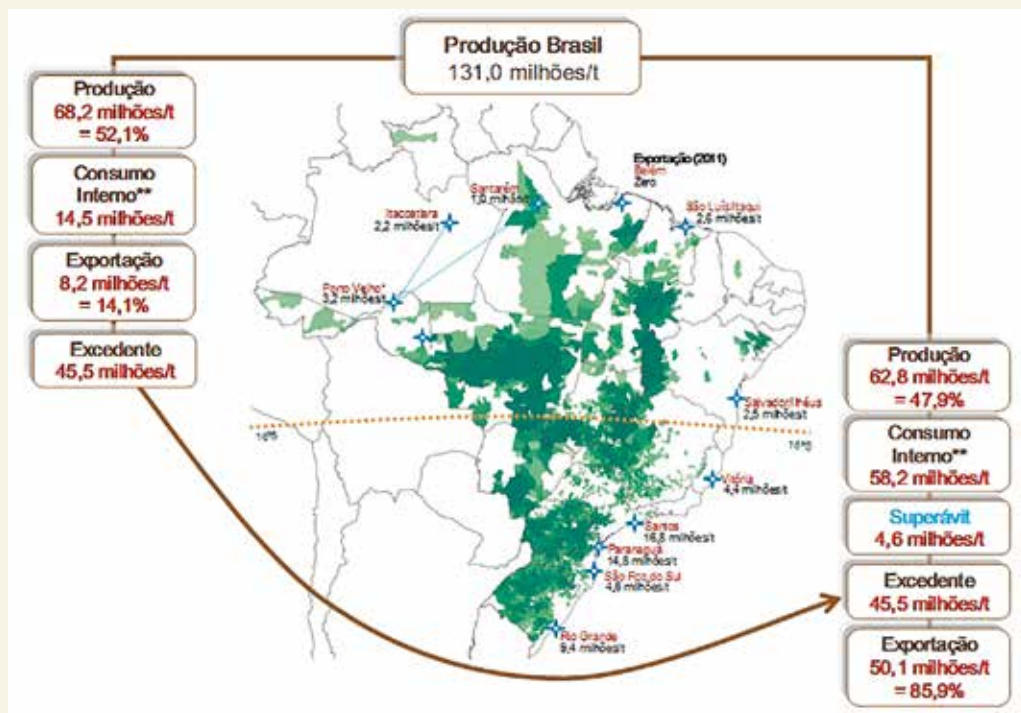 Produção Brasil
131,0 milhões/t
Produção
68,2 milhões/t
= 52,1%
Consumo
Interno**
14,5 milhões/t
Exportação
8,2 milhões/t
= 14,1%
Excedente
45,5 milhões/t
Exportação (2011)
Belém
Zero
Santarém
1,0 milhão/t
São Luís/Itaqui
2,6 milhões/t
Itacoatiara
2,2 milhões/t
Porto Velho*
3,2 milhões/t
Salvador/Ilhéus
2,5 milhões/t
16ºS
16ºS
Vitória
4,4 milhões/t
Santos
16,8 milhões/t
Paranaguá
14,8 milhões/t
São Fco do Sul
milhões/t
Rio Grande
milhões/t
Produção
62,8 milhões/t
= 47,9%
Consumo
Interno**
58,2 milhões/t
Superávit
4,6 milhões/t
Excedente
45,5 milhões/t
Exportação
50,1 milhões/t
= 85,9%